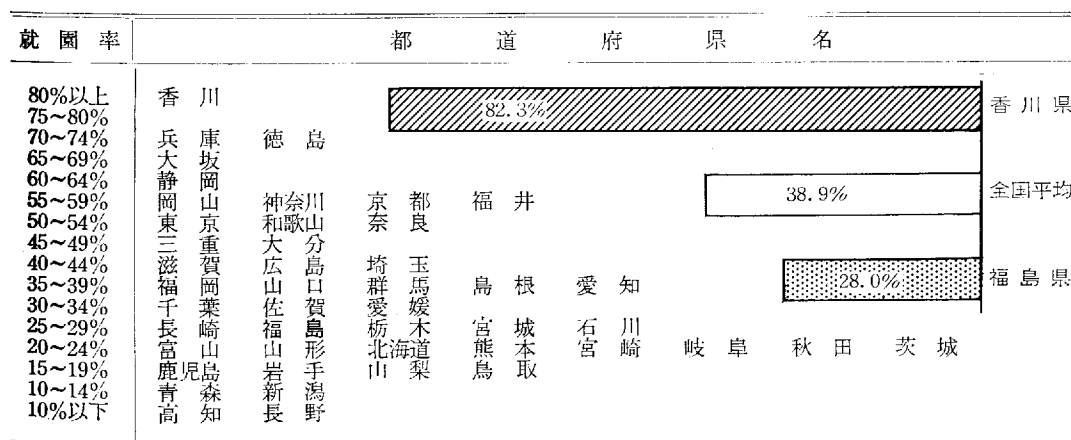 就園率 都道府県名
80%以上 香川
75~80%
82.3% 香川県
70~74% 兵庫 徳島
65~69% 大坂
60~64% 静岡
55~59% 岡山 神奈川 京都 福井
38.9% 全国平均
50~54% 東京 和歌山 奈良
45~49% 三重 大分
40~44% 滋賀 広島 埼玉
35~39% 福岡 山口 群馬 島根 愛知
28.0% 福島県
30~34% 千葉 佐賀 愛媛
25~29% 長崎 福島 栃木 宮城 石川
20~24% 富山 山形 北海道 熊本 宮崎 岐阜 秋田 茨城
15~19% 鹿児島 岩手 山梨 鳥取
10~14% 青森 新潟
10%以下 高知 長野